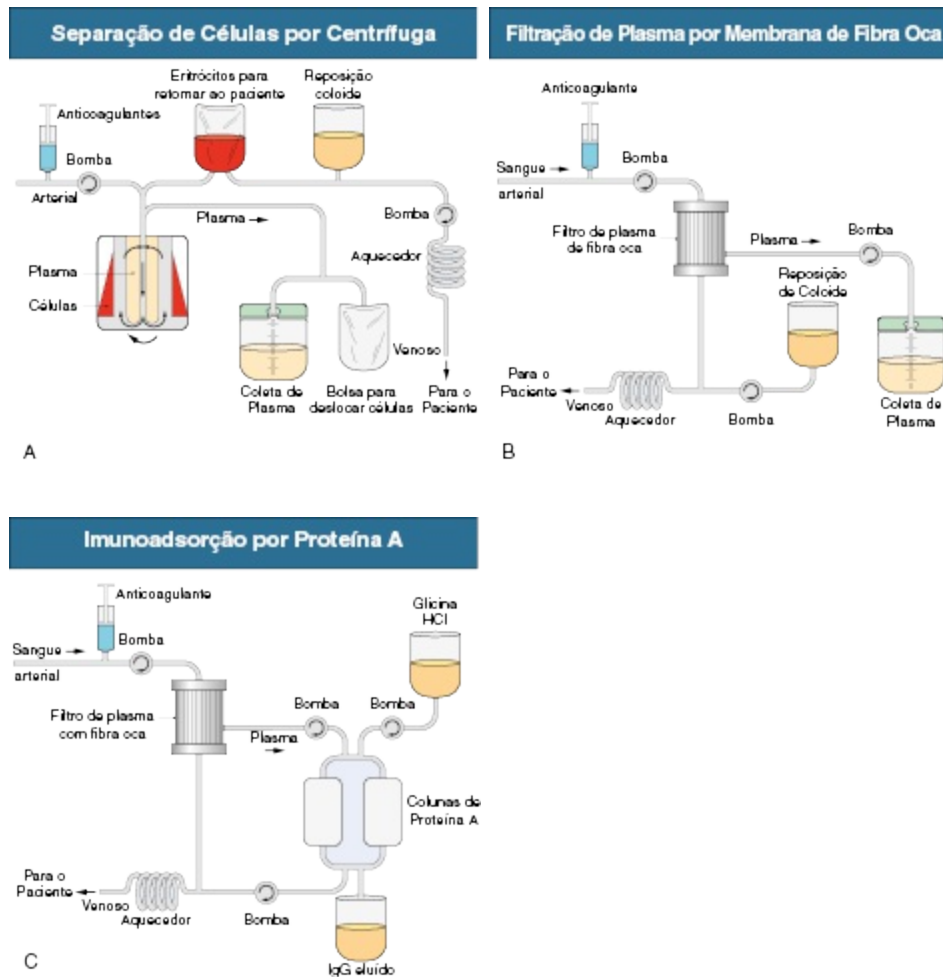 Separação de Células por Centrífuga
Anticoagulantes
Bomba
Arterial
Eritrócitos para
retornar ao paciente
Reposição
coloide
Plasma
Bomba
Aquecedor
Plasma
Células
Coleta de
Plasma
Bolsa para
deslocar células
Venoso
Para o
Paciente
A
Filtração de Plasma por Membrana de Fibra Oca
Anticoagulante
Sangue
arterial
Bomba
Filtro de plasma
de fibra oca
Plasma
Bomba
Reposição
de Coloide
Para o
Paciente
Venoso
Aquecedor
Bomba
Coleta de
Plasma
B
Imunoadsorção por Proteína A
Anticoagulante
Sangue
arterial
Bomba
Glicina
HCl
Filtro de plasma
com fibra oca
Plasma
Bomba
Bomba
Colunas de
Proteína A
Para o
Paciente
Venoso
Aquecedor
Bomba
IgG eluído
C